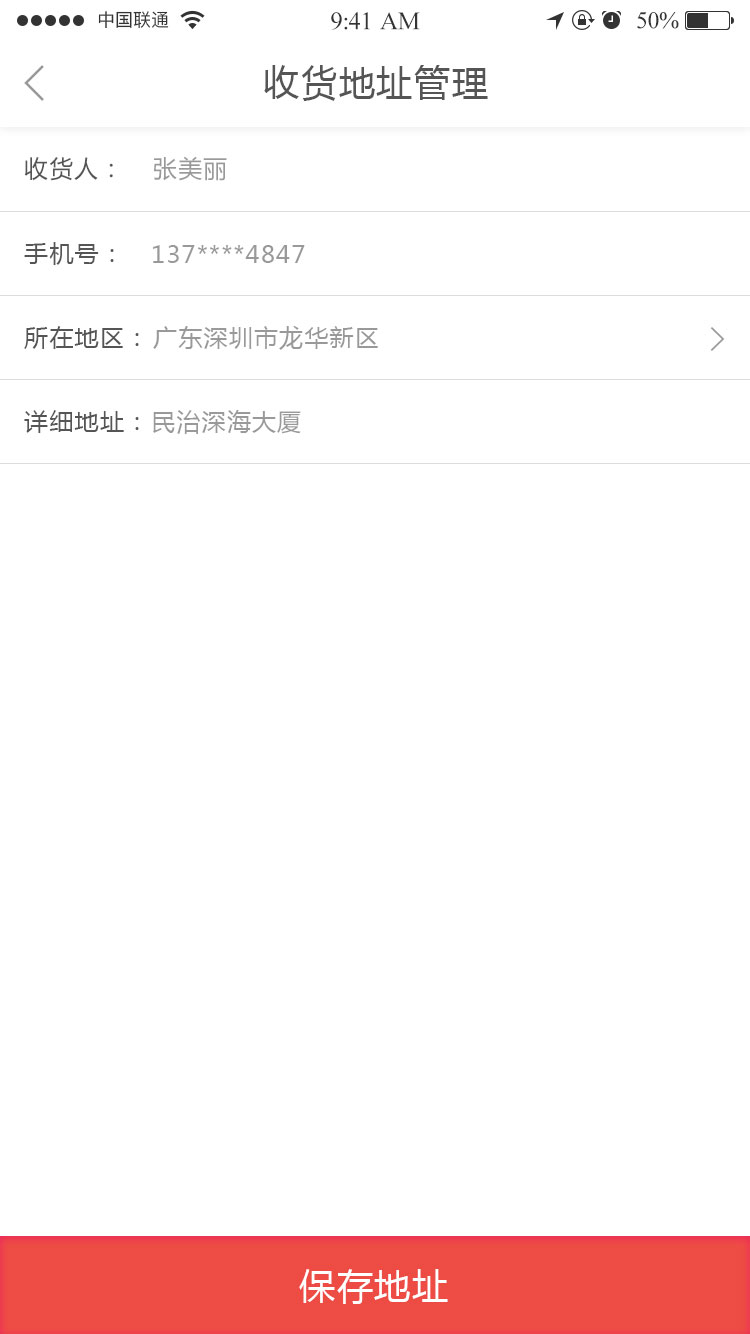 中国联通 9:41 AM 50%
收货地址管理
收货人： 张美丽
手机号： 137****4847
所在地区：广东深圳市龙华新区
详细地址：民治深海大厦
保存地址